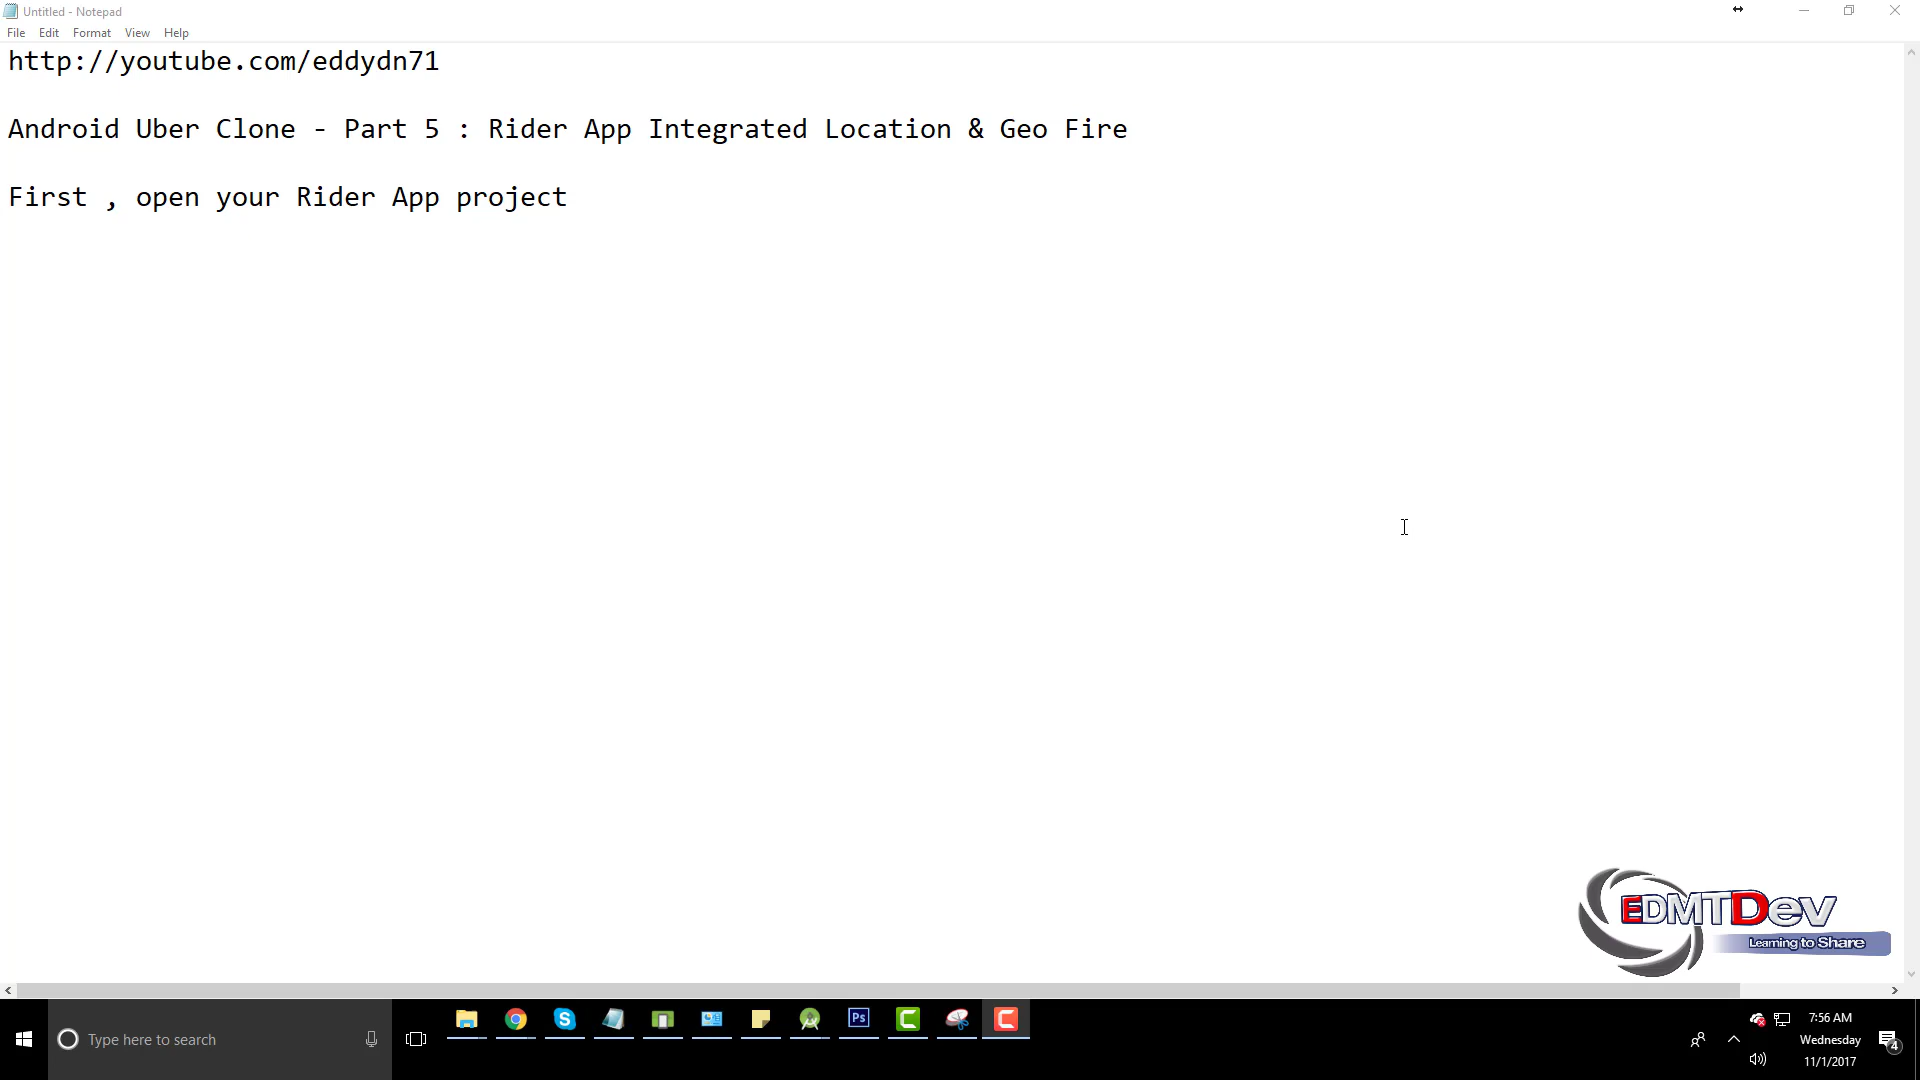 Untitled - Notepad
File Edit Format View Help
http://youtube.com/eddydn71
Android Uber Clone - Part 5 : Rider App Integrated Location & Geo Fire
First , open your Rider App project
EDMTDev
Learning to Share
Type here to search
Ps
7:56 AM
Wednesday
11/1/2017
4